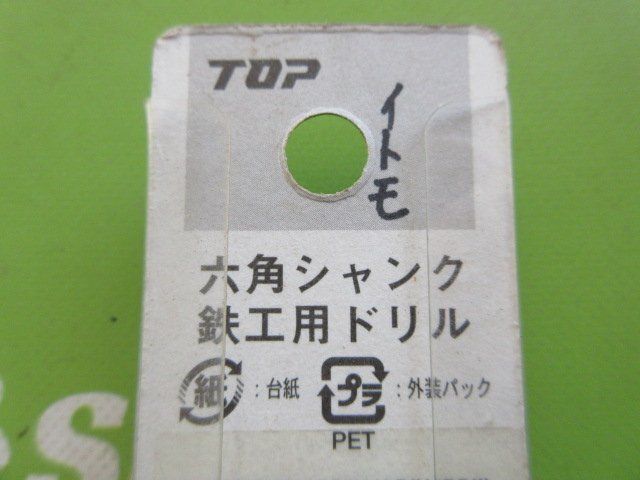 TOP
イトモ
六角シャンク
鉄工用ドリル
紙 : 台紙 プラ : 外装パック
PET